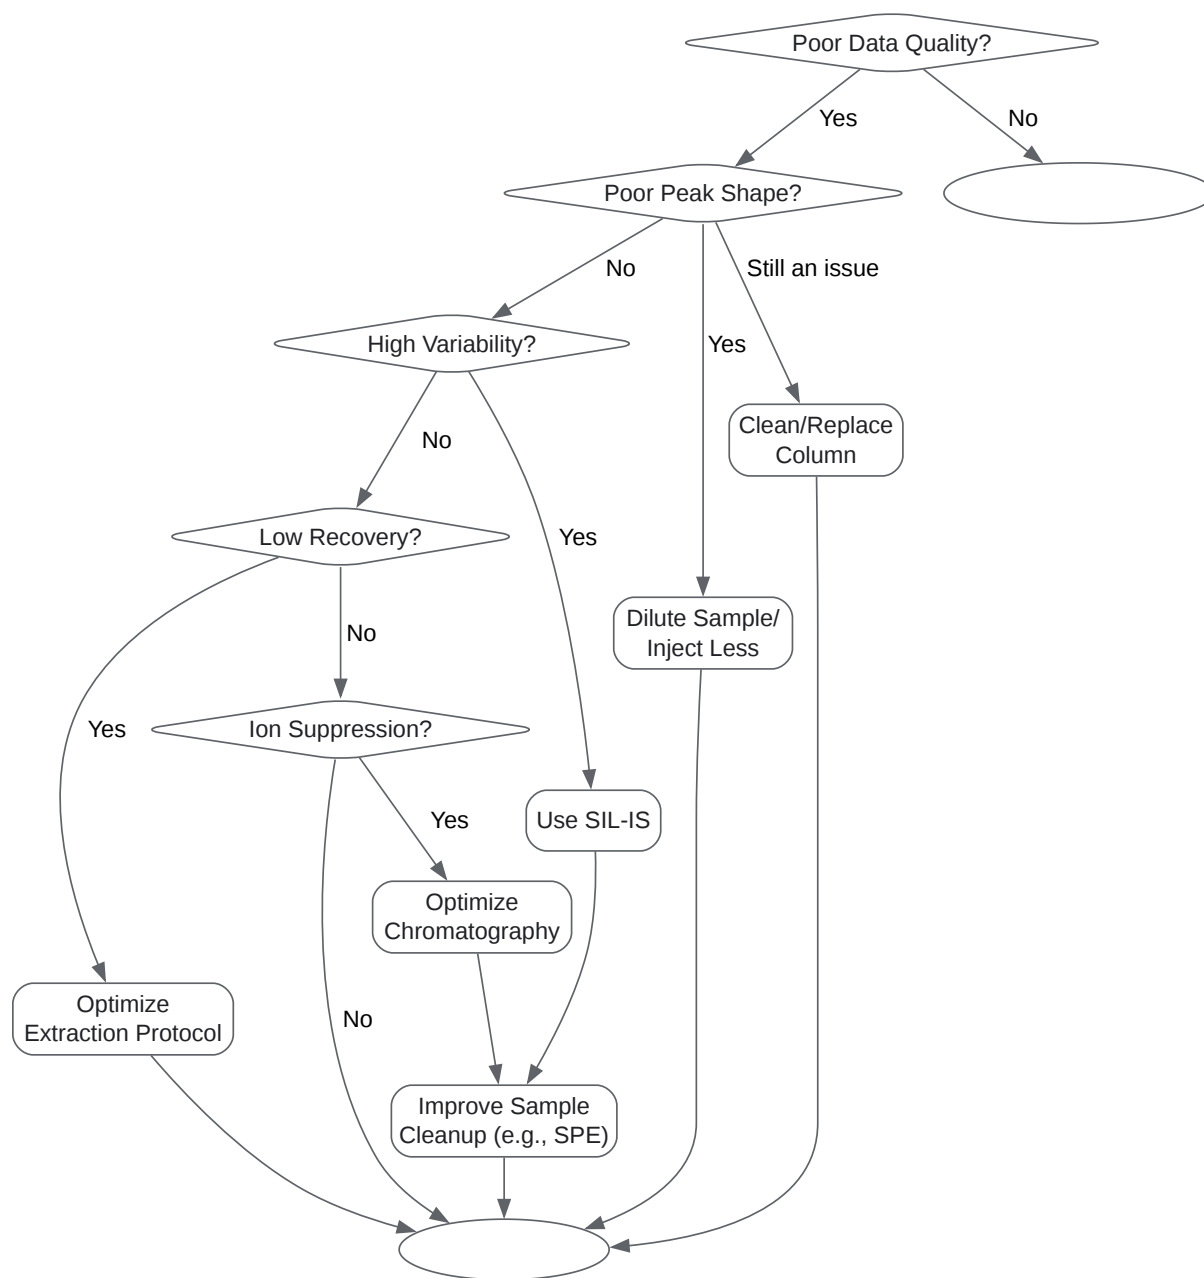 Poor Data Quality?
Yes
No
Poor Peak Shape?
No
Still an issue
High Variability?
Yes
Clean/Replace
Column
No
Low Recovery?
Yes
Dilute Sample/
Inject Less
No
Yes
Ion Suppression?
Yes
Use SIL-IS
Optimize
Chromatography
Optimize
Extraction Protocol
No
Improve Sample
Cleanup (e.g., SPE)